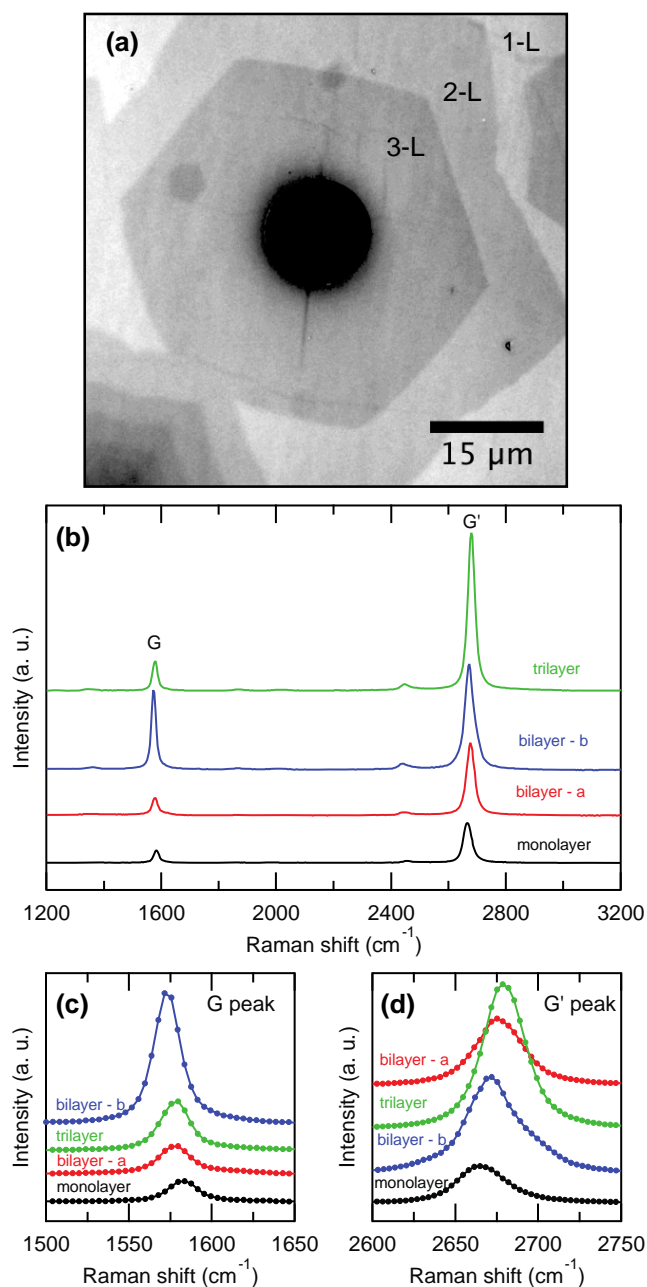 (a)
1-L
2-L
3-L
15 μm
(b)
G'
G
trilayer
bilayer - b
bilayer - a
monolayer
Intensity (a. u.)
1200 1600 2000 2400 2800 3200
Raman shift (cm⁻¹)
(c) G peak
bilayer - b
trilayer
bilayer - a
monolayer
Intensity (a. u.)
1500 1550 1600 1650
Raman shift (cm⁻¹)
(d) G' peak
bilayer - a
trilayer
bilayer - b
monolayer
Intensity (a. u.)
2600 2650 2700 2750
Raman shift (cm⁻¹)